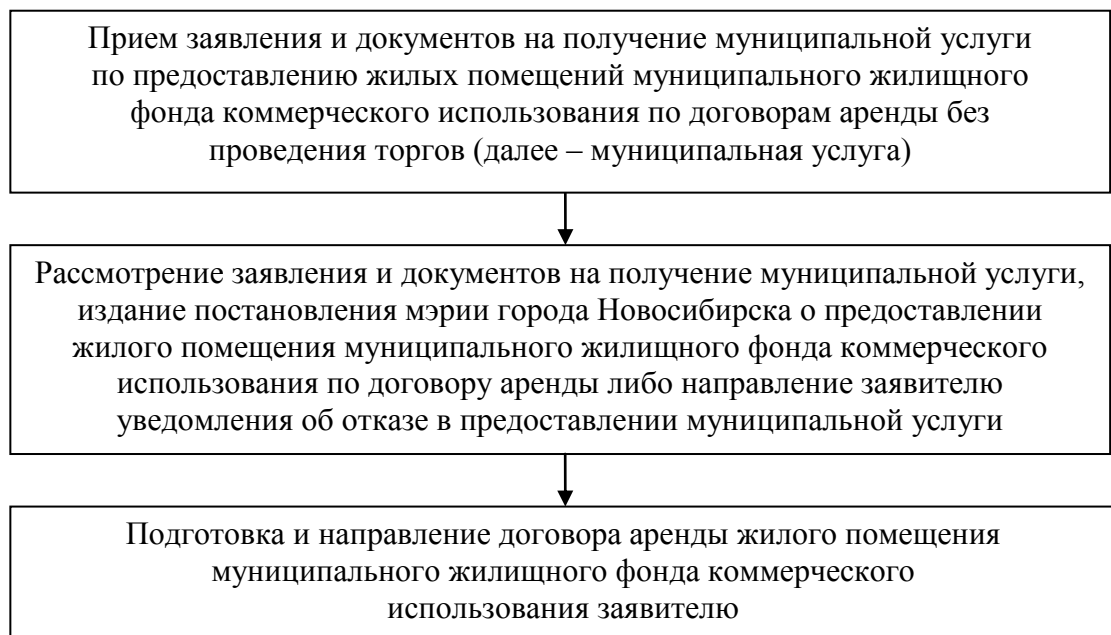 Прием заявления и документов на получение муниципальной услуги
по предоставлению жилых помещений муниципального жилищного
фонда коммерческого использования по договорам аренды без
проведения торгов (далее – муниципальная услуга)
Рассмотрение заявления и документов на получение муниципальной услуги,
издание постановления мэрии города Новосибирска о предоставлении
жилого помещения муниципального жилищного фонда коммерческого
использования по договору аренды либо направление заявителю
уведомления об отказе в предоставлении муниципальной услуги
Подготовка и направление договора аренды жилого помещения
муниципального жилищного фонда коммерческого
использования заявителю